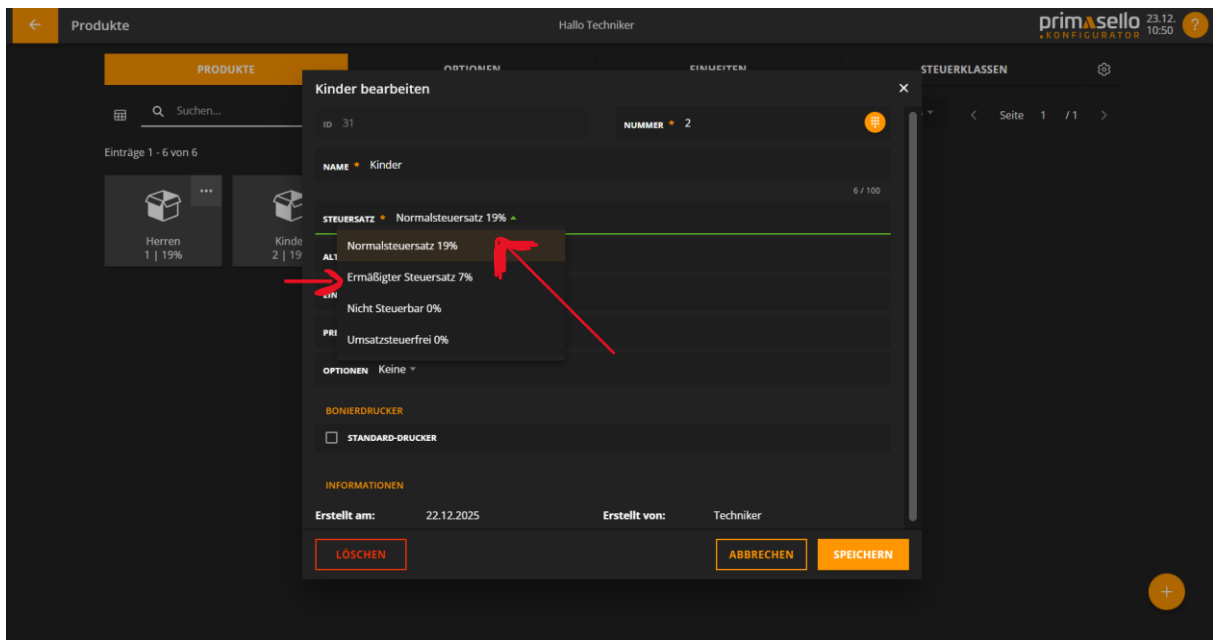 Produkte
Hallo Techniker
primasello
.KONFIGURATOR
23.12.
10:50
?
PRODUKTE OPTIONEN EINHEITEN STEUERKLASSEN
Suchen...
Seite 1 / 1
Einträge 1 - 6 von 6
Herren
1 | 19%
Kinde
2 | 19
Kinder bearbeiten
ID 31
NUMMER * 2
NAME * Kinder
6 / 100
STEUERSATZ * Normalsteuersatz 19%
Normalsteuersatz 19%
ALT
Ermäßigter Steuersatz 7%
EIN
Nicht Steuerbar 0%
PRE
Umsatzsteuerfrei 0%
OPTIONEN Keine
BONIERDRUCKER
STANDARD-DRUCKER
INFORMATIONEN
Erstellt am: 22.12.2025 Erstellt von: Techniker
LÖSCHEN ABBRECHEN SPEICHERN